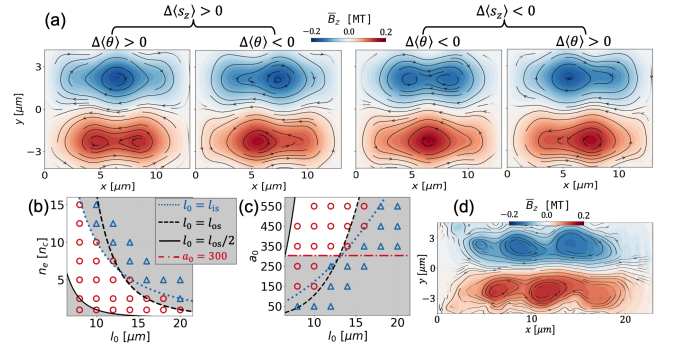 Δ⟨s_z⟩ > 0
Δ⟨s_z⟩ < 0
(a)
B̅_z [MT]
−0.2 0.0 0.2
Δ⟨θ⟩ > 0
Δ⟨θ⟩ < 0
Δ⟨θ⟩ < 0
Δ⟨θ⟩ > 0
y [μm]
3
0
−3
0 5 10
0 5 10
0 5 10
0 5 10
x [μm]
x [μm]
x [μm]
x [μm]
(b)
n_e [n_c]
15
10
5
10 15 20
l_0 [μm]
l_0 = l_is
l_0 = l_os
l_0 = l_os/2
a_0 = 300
(c)
a_0
550
450
350
250
150
50
10 15 20
l_0 [μm]
(d)
B̅_z [MT]
−0.2 0.2
y [μm]
3
0
−3
0 10 20
x [μm]